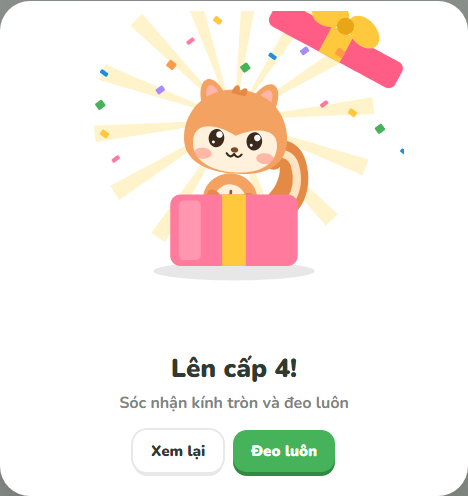 Lên cấp 4!
Sóc nhận kính tròn và đeo luôn
Xem lại
Đeo luôn